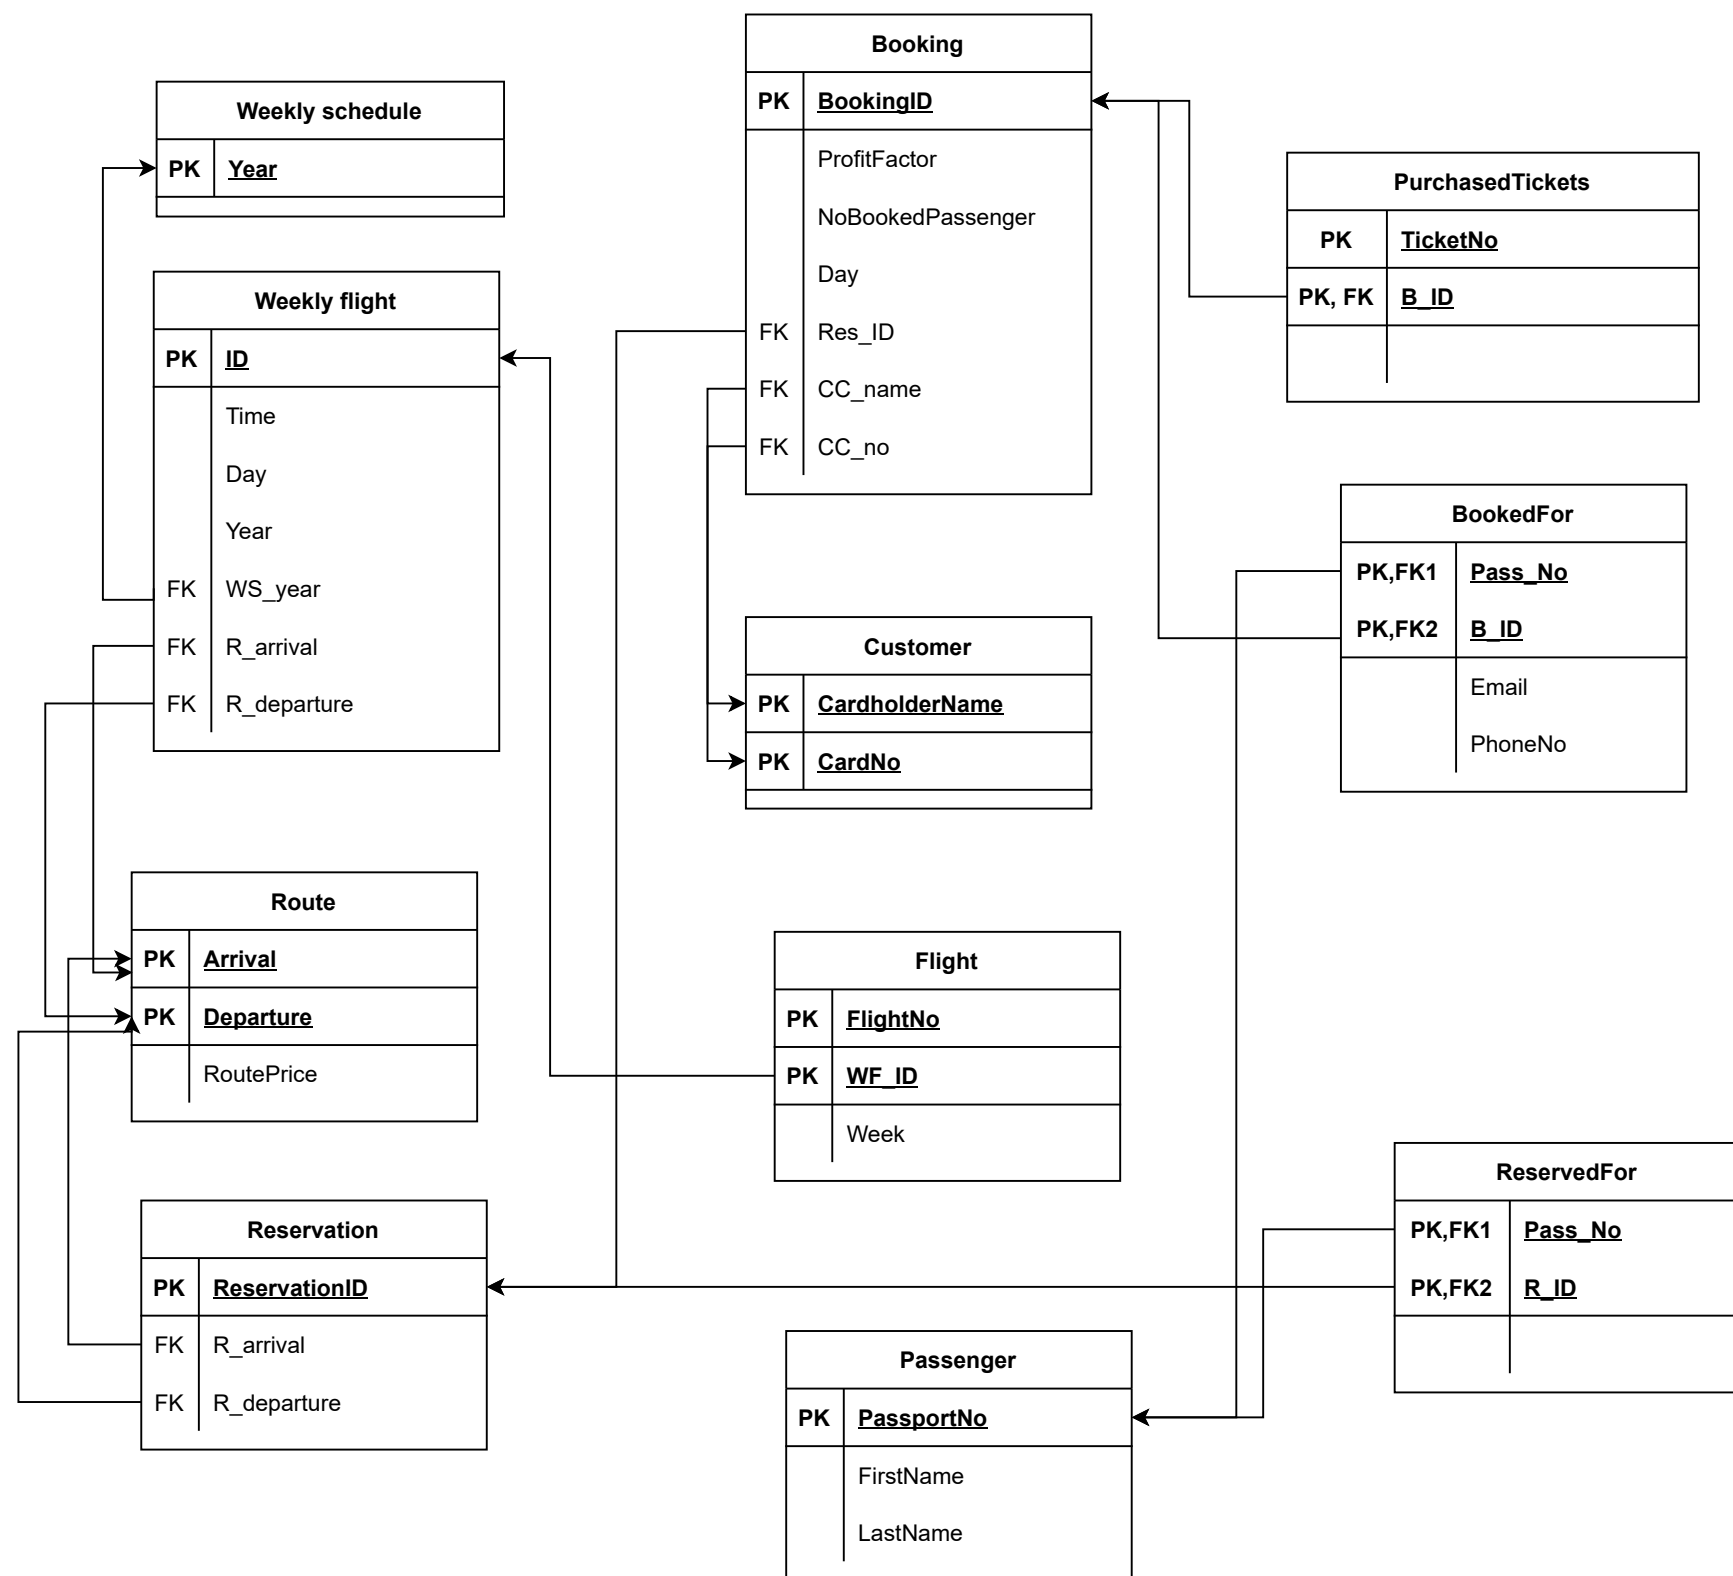 Weekly schedule
PK Year
Weekly flight
PK ID
Time
Day
Year
FK WS_year
FK R_arrival
FK R_departure
Route
PK Arrival
PK Departure
RoutePrice
Reservation
PK ReservationID
FK R_arrival
FK R_departure
Booking
PK BookingID
ProfitFactor
NoBookedPassenger
Day
FK Res_ID
FK CC_name
FK CC_no
Customer
PK CardholderName
PK CardNo
Flight
PK FlightNo
PK WF_ID
Week
Passenger
PK PassportNo
FirstName
LastName
PurchasedTickets
PK TicketNo
PK, FK B_ID
BookedFor
PK,FK1 Pass_No
PK,FK2 B_ID
Email
PhoneNo
ReservedFor
PK,FK1 Pass_No
PK,FK2 R_ID